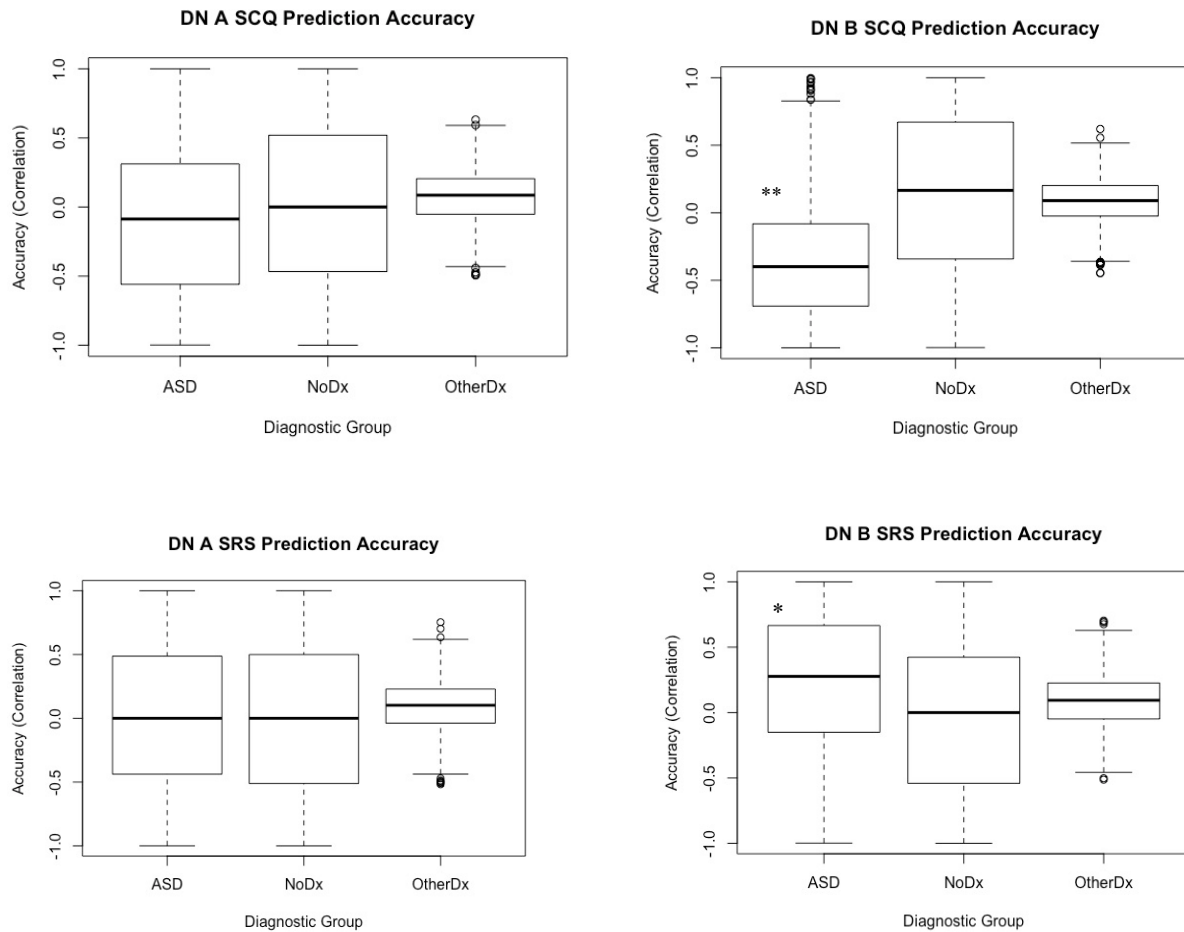 DN A SCQ Prediction Accuracy
Accuracy (Correlation)
1.0
0.5
0.0
-0.5
-1.0
ASD NoDx OtherDx
Diagnostic Group
DN B SCQ Prediction Accuracy
Accuracy (Correlation)
1.0
0.5
0.0
-0.5
-1.0
**
ASD NoDx OtherDx
Diagnostic Group
DN A SRS Prediction Accuracy
Accuracy (Correlation)
1.0
0.5
0.0
-0.5
-1.0
ASD NoDx OtherDx
Diagnostic Group
DN B SRS Prediction Accuracy
Accuracy (Correlation)
1.0
0.5
0.0
-0.5
-1.0
*
ASD NoDx OtherDx
Diagnostic Group